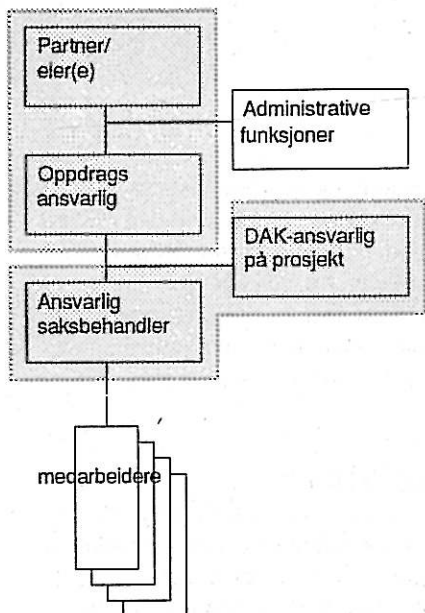 Partner/
eier(e)
Administrative
funksjoner
Oppdrags
ansvarlig
DAK-ansvarlig
på prosjekt
Ansvarlig
saksbehandler
medarbeidere